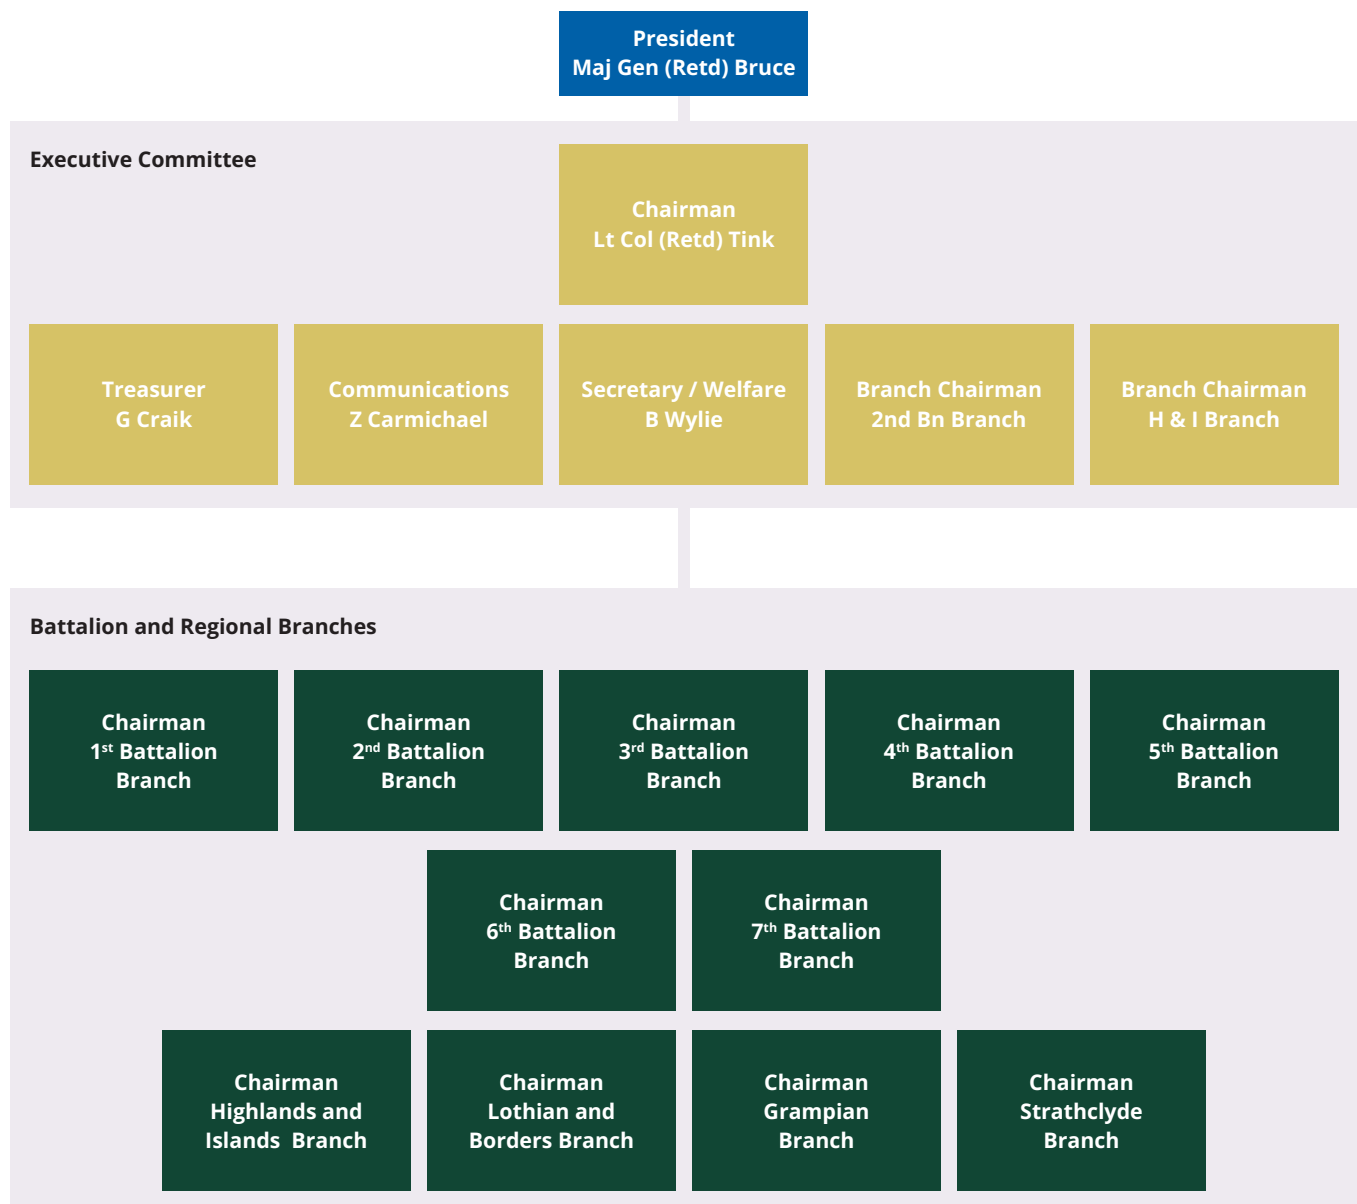 President
Maj Gen (Retd) Bruce
Executive Committee
Chairman
Lt Col (Retd) Tink
Treasurer
G Craik
Communications
Z Carmichael
Secretary / Welfare
B Wylie
Branch Chairman
2nd Bn Branch
Branch Chairman
H & I Branch
Battalion and Regional Branches
Chairman
1st Battalion
Branch
Chairman
2nd Battalion
Branch
Chairman
3rd Battalion
Branch
Chairman
4th Battalion
Branch
Chairman
5th Battalion
Branch
Chairman
6th Battalion
Branch
Chairman
7th Battalion
Branch
Chairman
Highlands and
Islands Branch
Chairman
Lothian and
Borders Branch
Chairman
Grampian
Branch
Chairman
Strathclyde
Branch